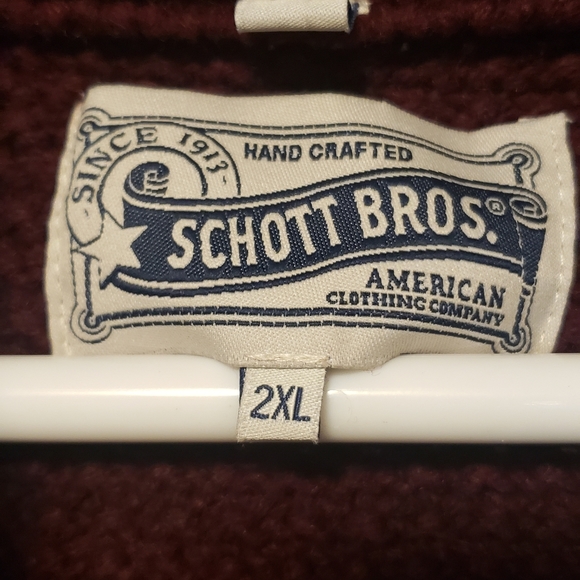 SINCE 1913
HAND CRAFTED
SCHOTT BROS.®
AMERICAN
CLOTHING COMPANY
2XL